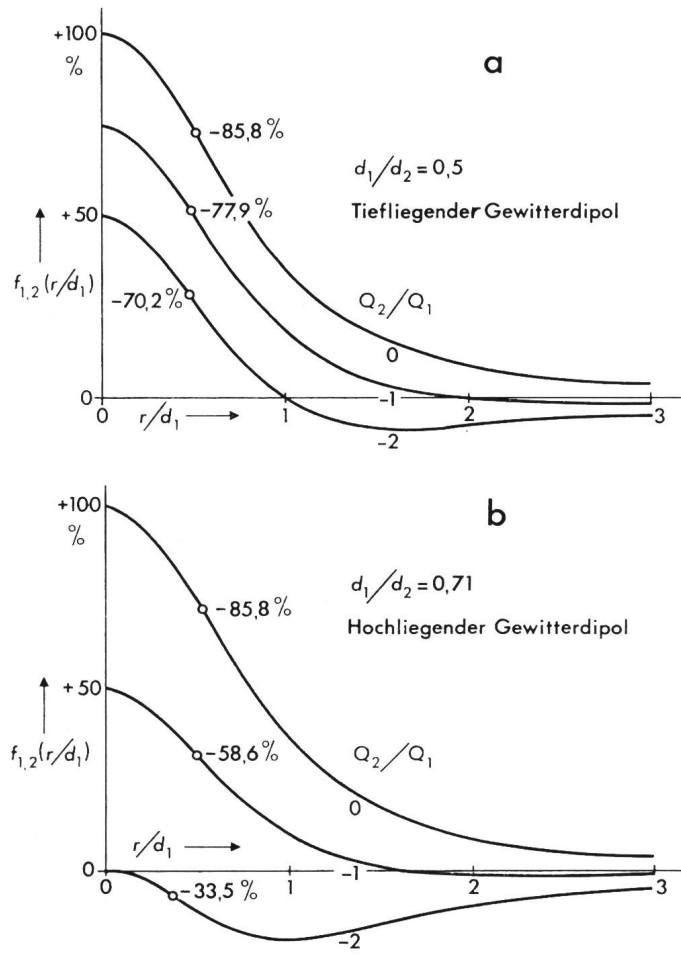 +100
%
a
−85,8 %
d₁/d₂ = 0,5
Tiefliegender Gewitterdipol
−77,9 %
+50
f₁,₂(r/d₁)
−70,2 %
Q₂/Q₁
0
0
−1
0
r/d₁
1
2
3
−2
+100
%
b
−85,8 %
d₁/d₂ = 0,71
Hochliegender Gewitterdipol
+50
f₁,₂(r/d₁)
−58,6 %
Q₂/Q₁
0
r/d₁
0
−1
0
−33,5 %
1
2
3
−2